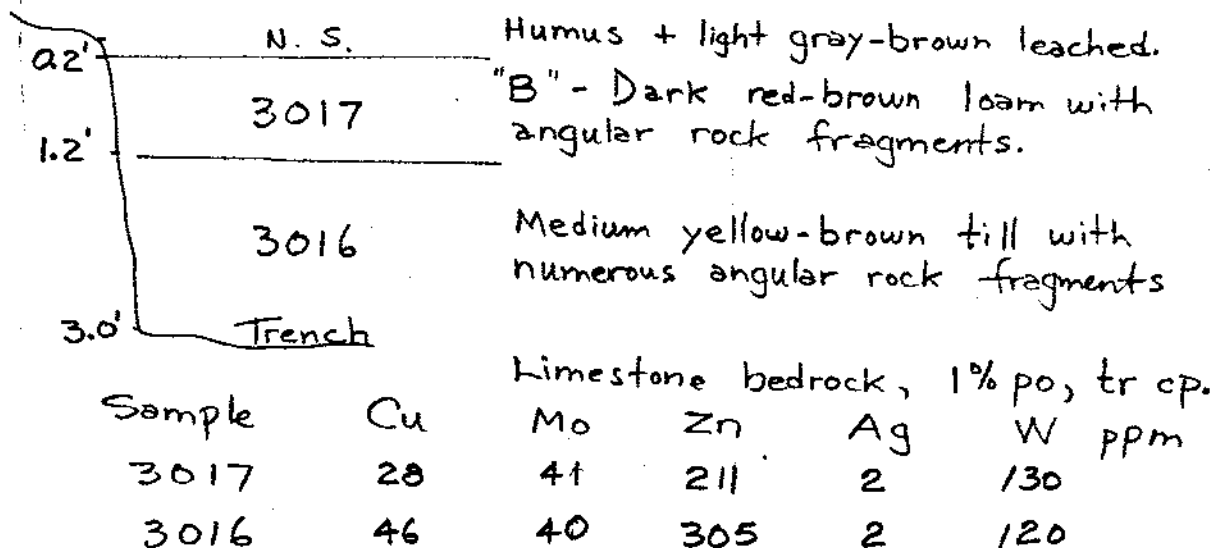 N. S. Humus + light gray-brown leached.
0.2'
3017 "B" - Dark red-brown loam with
angular rock fragments.
1.2'
3016 Medium yellow-brown till with
numerous angular rock fragments
3.0' Trench
Limestone bedrock, 1% po, tr cp.
Sample Cu Mo Zn Ag W ppm
3017 28 41 211 2 130
3016 46 40 305 2 120